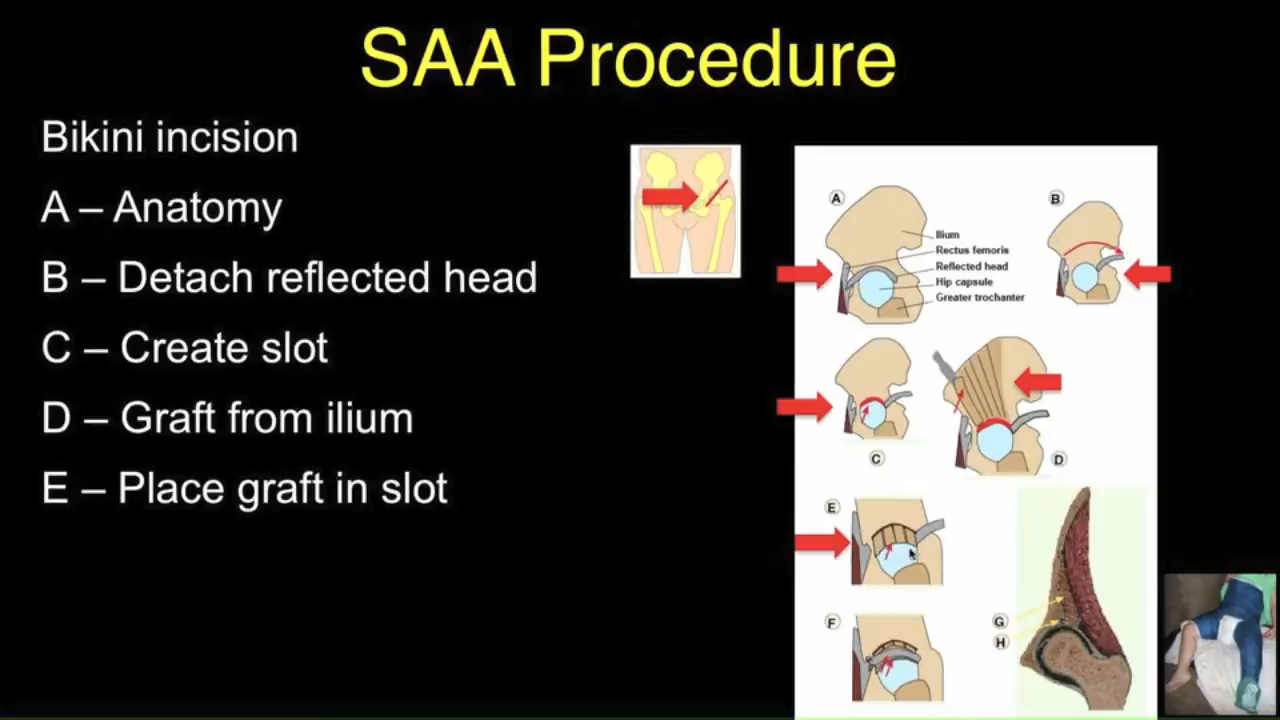 SAA Procedure
Bikini incision
A – Anatomy
B – Detach reflected head
C – Create slot
D – Graft from ilium
E – Place graft in slot
A
Ilium
Rectus femoris
Reflected head
Hip capsule
Greater trochanter
B
C
D
E
F
G
H